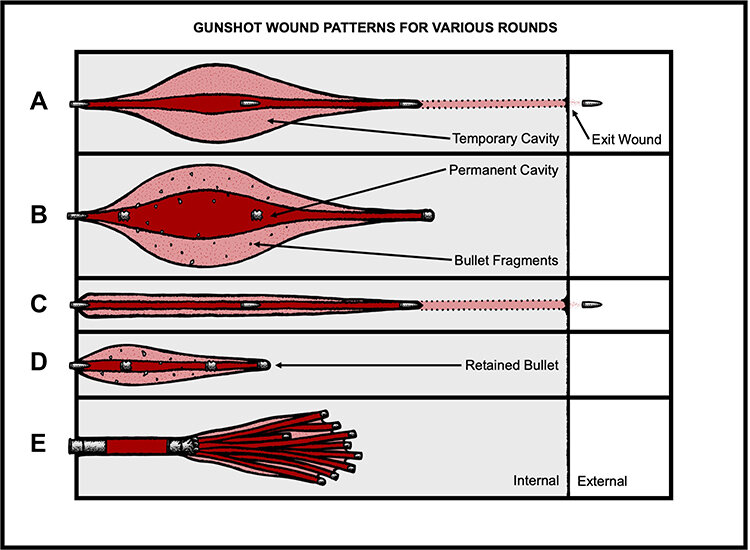 GUNSHOT WOUND PATTERNS FOR VARIOUS ROUNDS
A
Temporary Cavity
Exit Wound
Permanent Cavity
B
Bullet Fragments
C
D
Retained Bullet
E
Internal
External